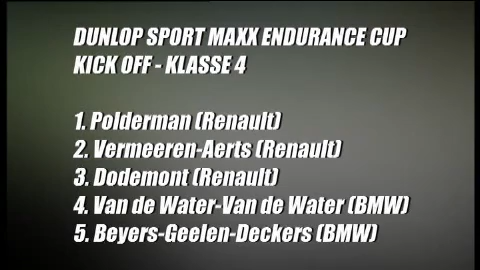 DUNLOP SPORT MAXX ENDURANCE CUP
KICK OFF - KLASSE 4
1. Polderman (Renault)
2. Vermeeren-Aerts (Renault)
3. Dodemont (Renault)
4. Van de Water-Van de Water (BMW)
5. Beyers-Geelen-Deckers (BMW)